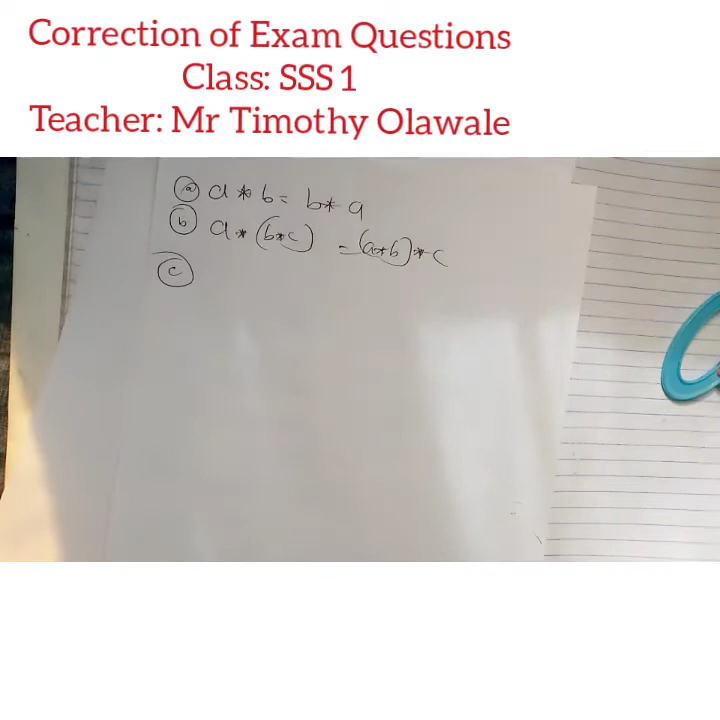 Correction of Exam Questions
Class: SSS 1
Teacher: Mr Timothy Olawale
(a) a * b = b * a
(b) a * (b*c) = (a*b) * c
(c)